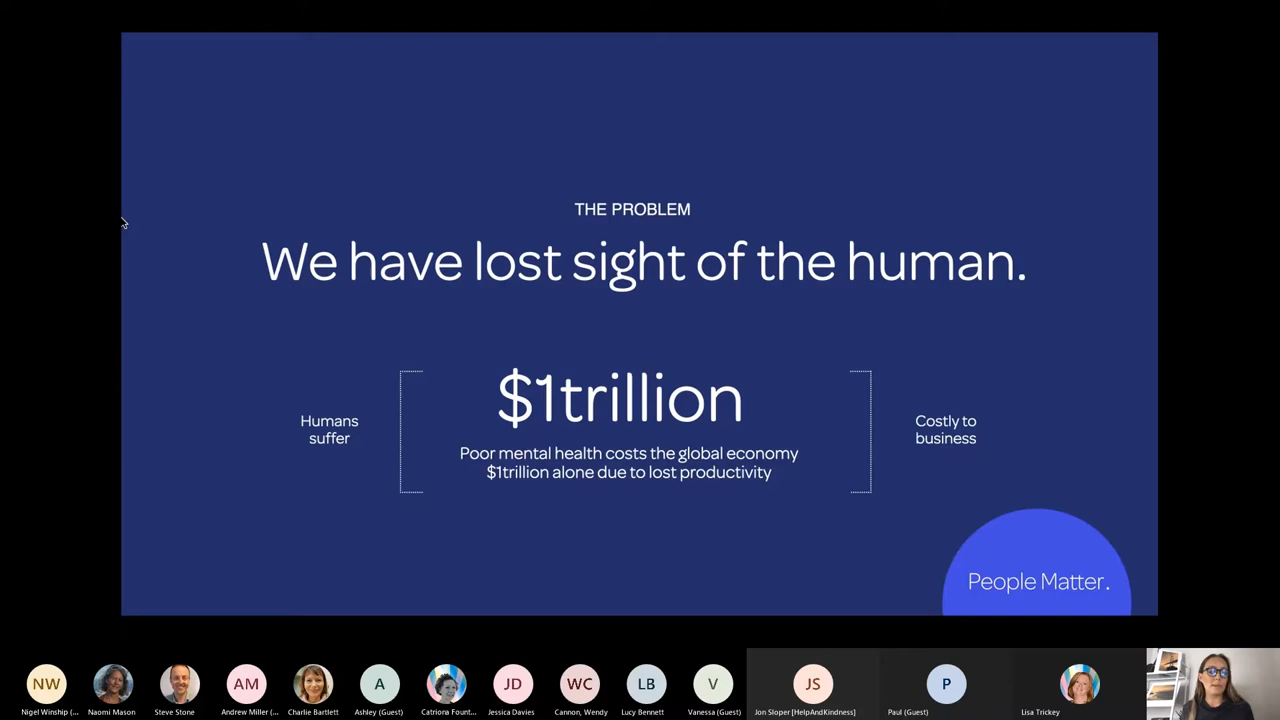 THE PROBLEM
We have lost sight of the human.
Humans
suffer
$1trillion
Poor mental health costs the global economy
$1trillion alone due to lost productivity
Costly to
business
People Matter.
NW
AM
A
JD
WC
LB
V
JS
P
Nigel Winship (...
Naomi Mason
Steve Stone
Andrew Miller (...
Charlie Bartlett
Ashley (Guest)
Catriona Fount...
Jessica Davies
Cannon, Wendy
Lucy Bennett
Vanessa (Guest)
Jon Sloper [HelpAndKindness]
Paul (Guest)
Lisa Trickey